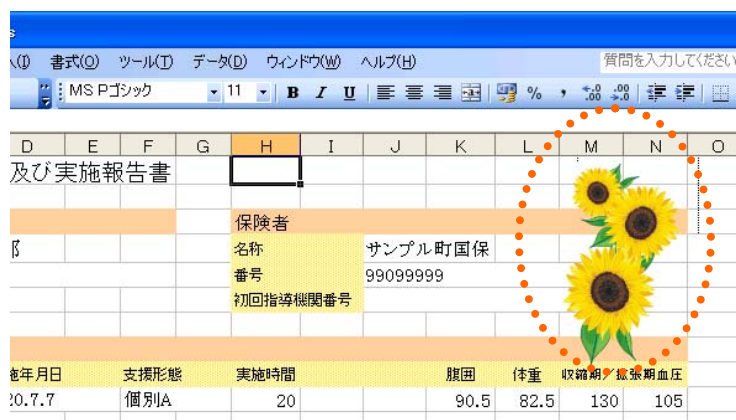 書式(O) ツール(T) データ(D) ウィンドウ(W) ヘルプ(H) 質問を入力してください
MS Pゴシック 11 B I U %
D E F G H I J K L M N O
及び実施報告書
保険者
名称 サンプル町国保
番号 99099999
初回指導機関番号
施年月日 支援形態 実施時間 腹囲 体重 収縮期/拡張期血圧
20.7.7 個別A 20 90.5 82.5 130 105